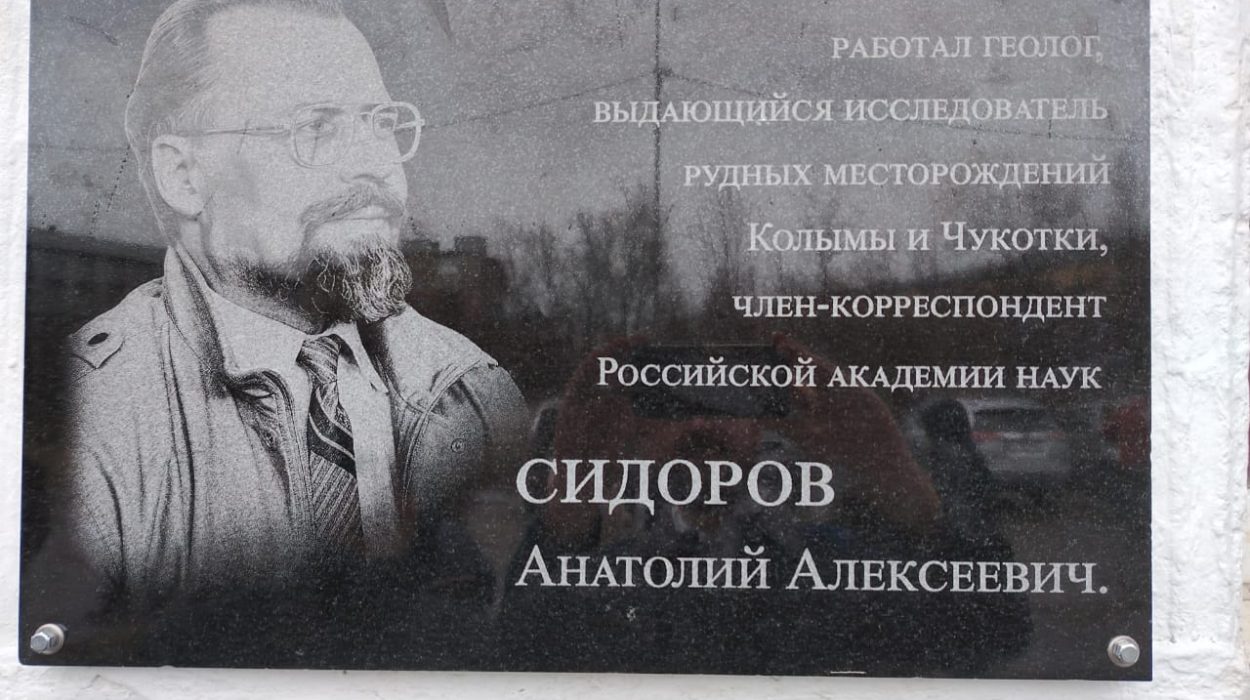 РАБОТАЛ ГЕОЛОГ,
ВЫДАЮЩИЙСЯ ИССЛЕДОВАТЕЛЬ
РУДНЫХ МЕСТОРОЖДЕНИЙ
КОЛЫМЫ И ЧУКОТКИ,
ЧЛЕН-КОРРЕСПОНДЕНТ
РОССИЙСКОЙ АКАДЕМИИ НАУК
СИДОРОВ
АНАТОЛИЙ АЛЕКСЕЕВИЧ.